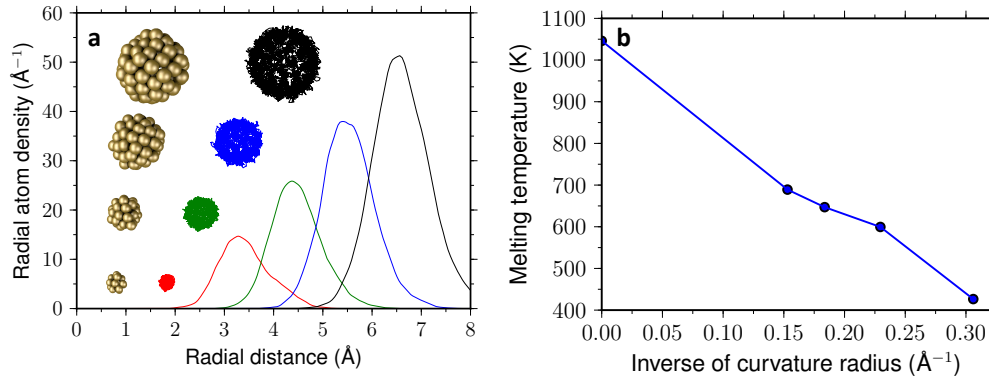 a
Radial atom density (Å⁻¹)
60
50
40
30
20
10
0
0 1 2 3 4 5 6 7 8
Radial distance (Å)
b
Melting temperature (K)
1100
1000
900
800
700
600
500
400
0.00 0.05 0.10 0.15 0.20 0.25 0.30
Inverse of curvature radius (Å⁻¹)